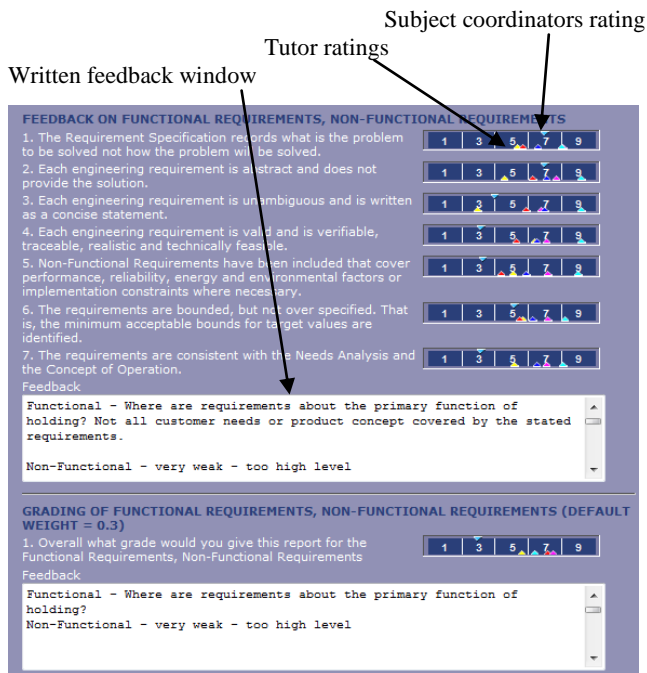 Subject coordinators rating
Tutor ratings
Written feedback window
FEEDBACK ON FUNCTIONAL REQUIREMENTS, NON-FUNCTIONAL REQUIREMENTS
1. The Requirement Specification records what is the problem
to be solved not how the problem will be solved.
1 3 5 7 9
2. Each engineering requirement is abstract and does not
provide the solution.
1 3 5 7 9
3. Each engineering requirement is unambiguous and is written
as a concise statement.
1 3 5 7 9
4. Each engineering requirement is valid and is verifiable,
traceable, realistic and technically feasible.
1 3 5 7 9
5. Non-Functional Requirements have been included that cover
performance, reliability, energy and environmental factors or
implementation constraints where necessary.
1 3 5 7 9
6. The requirements are bounded, but not over specified. That
is, the minimum acceptable bounds for target values are
identified.
1 3 5 7 9
7. The requirements are consistent with the Needs Analysis and
the Concept of Operation.
1 3 5 7 9
Feedback
Functional - Where are requirements about the primary function of
holding? Not all customer needs or product concept covered by the stated
requirements.
Non-Functional - very weak - too high level
GRADING OF FUNCTIONAL REQUIREMENTS, NON-FUNCTIONAL REQUIREMENTS (DEFAULT
WEIGHT = 0.3)
1. Overall what grade would you give this report for the
Functional Requirements, Non-Functional Requirements
1 3 5 7 9
Feedback
Functional - Where are requirements about the primary function of
holding?
Non-Functional - very weak - too high level